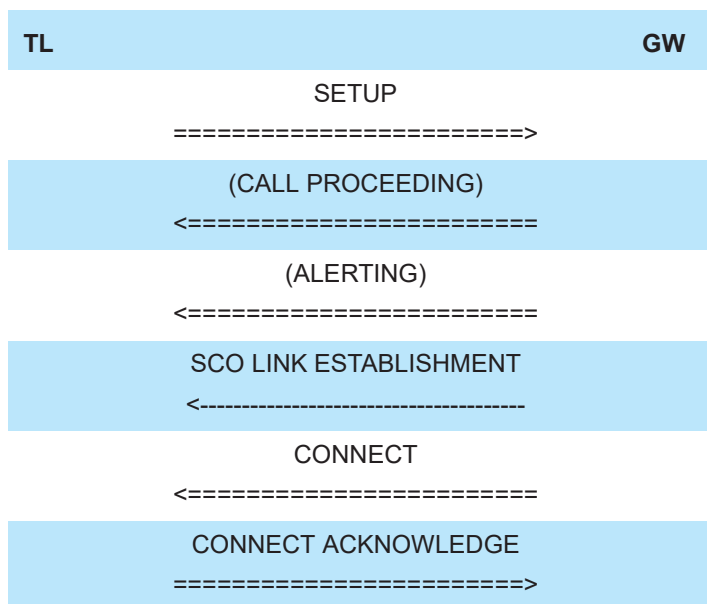 TL GW
SETUP
========================>
(CALL PROCEEDING)
<========================
(ALERTING)
<========================
SCO LINK ESTABLISHMENT
<---------------------------------------
CONNECT
<========================
CONNECT ACKNOWLEDGE
========================>